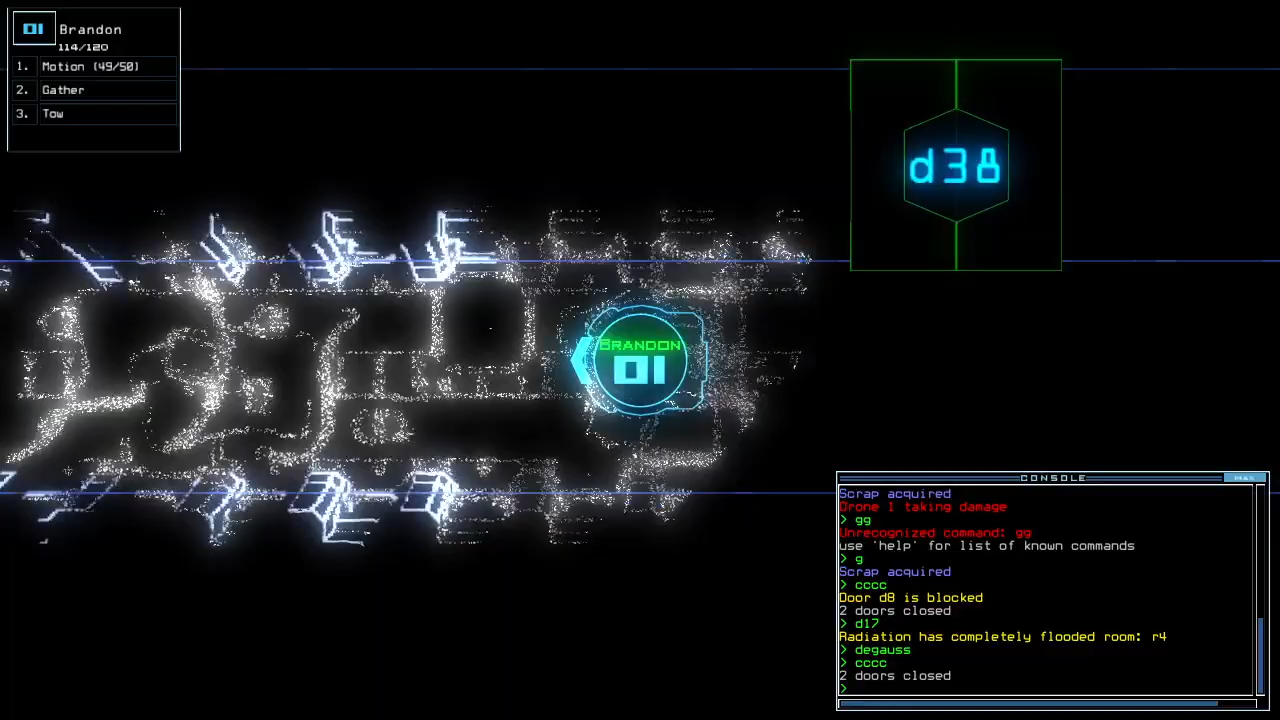 01 Brandon
114/120
1. Motion (49/50)
2. Gather
3. Tow
d38
BRANDON
01
CONSOLE
MAX
Scrap acquired
Drone 1 taking damage
> gg
Unrecognized command: gg
use 'help' for list of known commands
> g
Scrap acquired
> cccc
Door d8 is blocked
2 doors closed
> d17
Radiation has completely flooded room: r4
> degauss
> cccc
2 doors closed
>